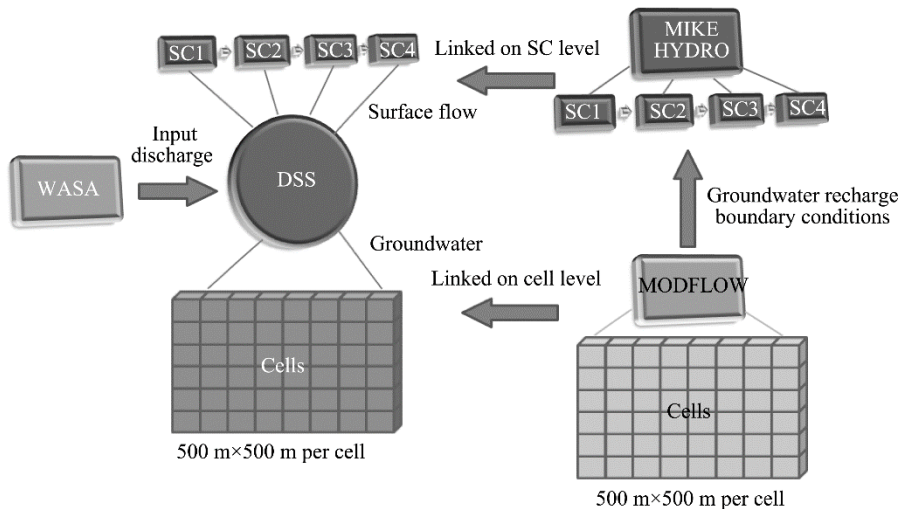 SC1
SC2
SC3
SC4
Linked on SC level
MIKE
HYDRO
SC1
SC2
SC3
SC4
Surface flow
Input
discharge
WASA
DSS
Groundwater recharge
boundary conditions
Groundwater
Linked on cell level
MODFLOW
Cells
Cells
500 m×500 m per cell
500 m×500 m per cell